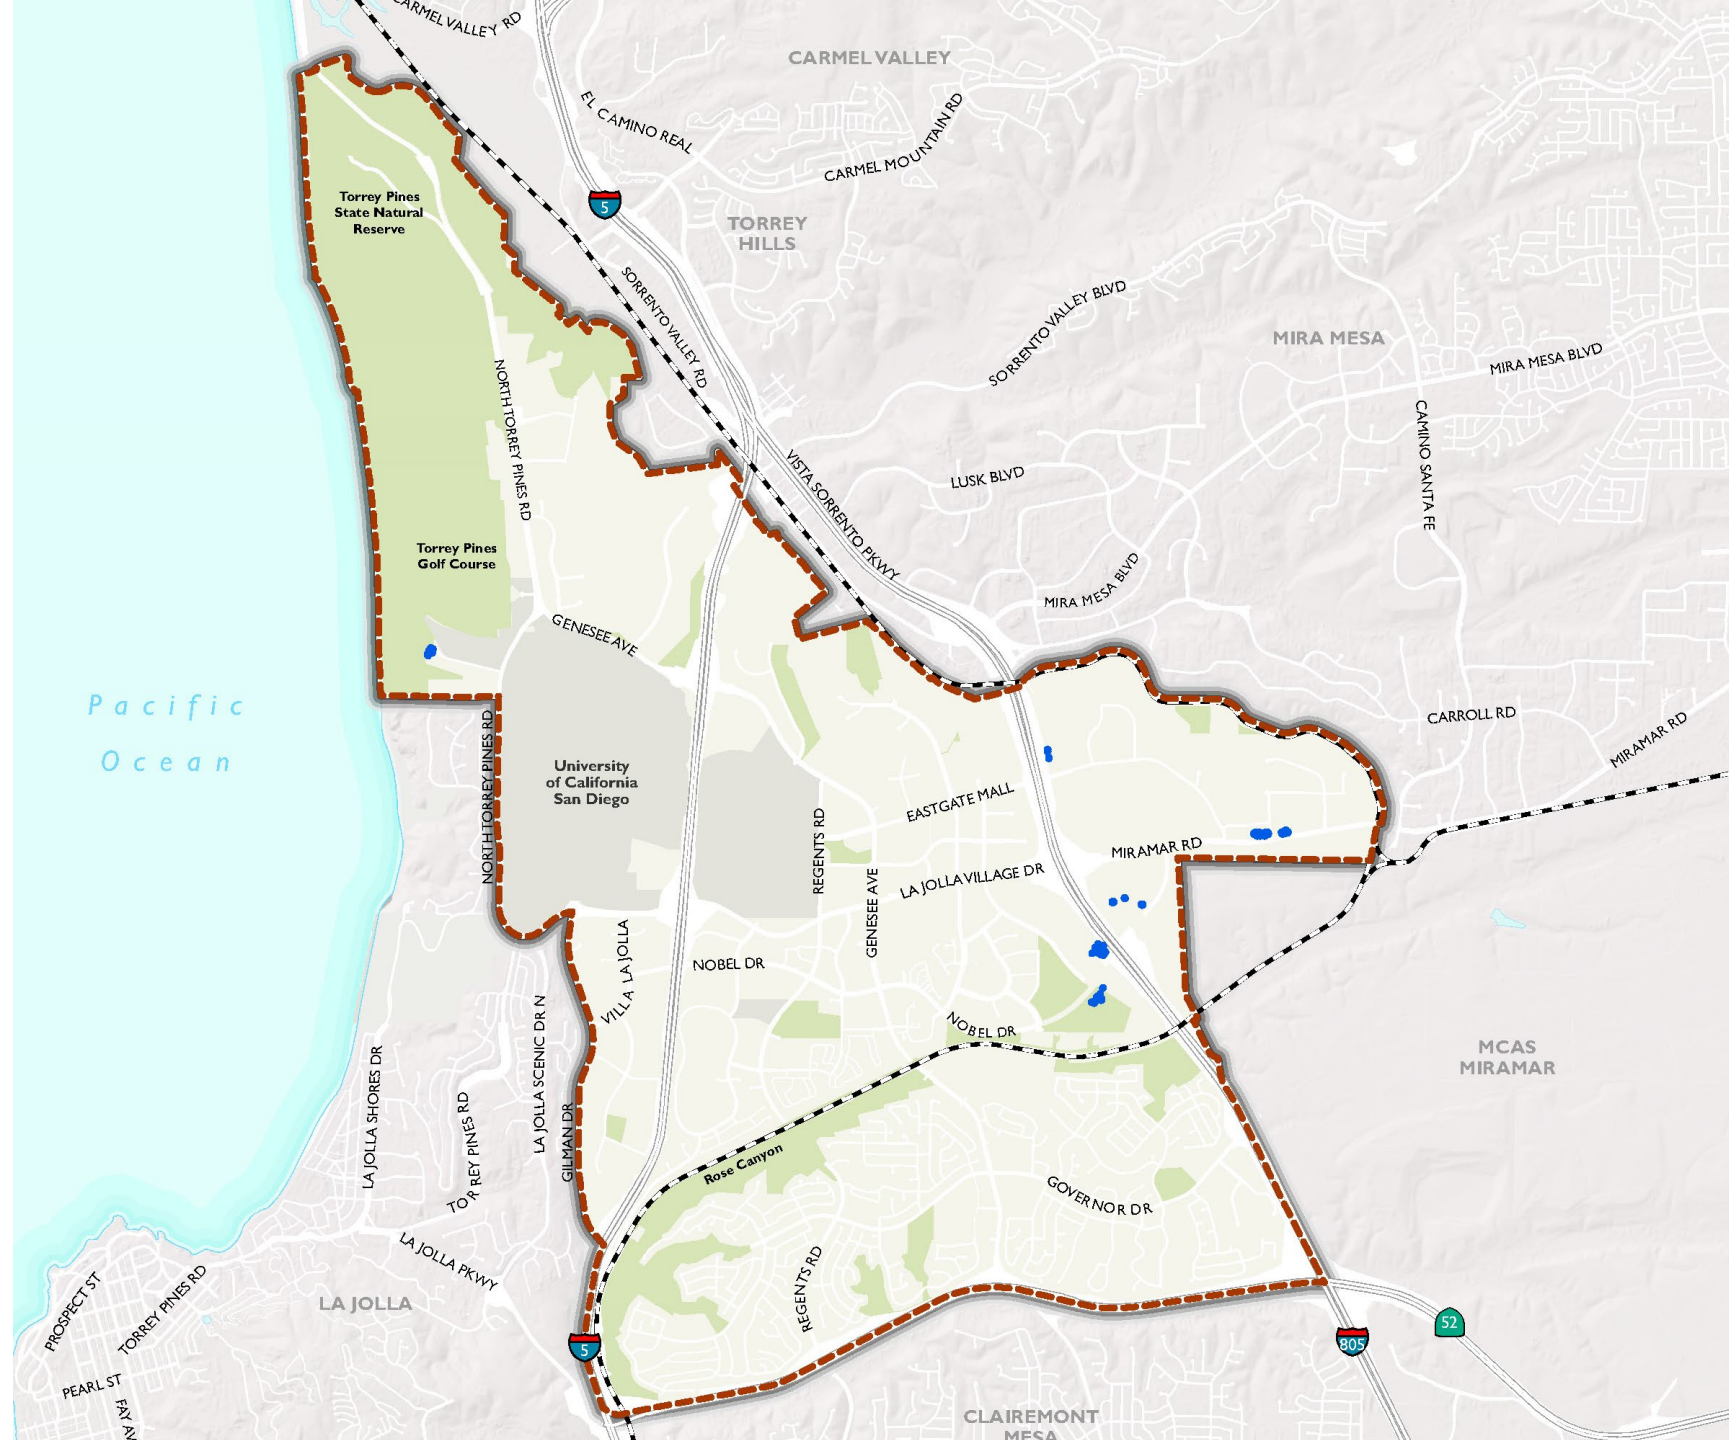 CARMEL VALLEY RD
CARMEL VALLEY
EL CAMINO REAL
CARMEL MOUNTAIN RD
Torrey Pines
State Natural
Reserve
5
TORREY
HILLS
SORRENTO VALLEY RD
SORRENTO VALLEY BLVD
MIRA MESA
MIRA MESA BLVD
NORTH TORREY PINES RD
CAMINO SANTA FE
VISTA SORRENTO PKWY
LUSK BLVD
Torrey Pines
Golf Course
MIRA MESA BLVD
GENESEE AVE
Pacific
Ocean
NORTH TORREY PINES RD
CARROLL RD
MIRAMAR RD
University
of California
San Diego
EASTGATE MALL
REGENTS RD
MIRAMAR RD
LA JOLLA VILLAGE DR
GENESEE AVE
VILLA LA JOLLA
NOBEL DR
NOBEL DR
LA JOLLA SCENIC DR N
LA JOLLA SHORES DR
TORREY PINES RD
GILMAN DR
MCAS
MIRAMAR
Rose Canyon
GOVERNOR DR
LA JOLLA PKWY
REGENTS RD
PROSPECT ST
TORREY PINES RD
LA JOLLA
5
805
52
PEARL ST
FAY AV
CLAIREMONT
MESA